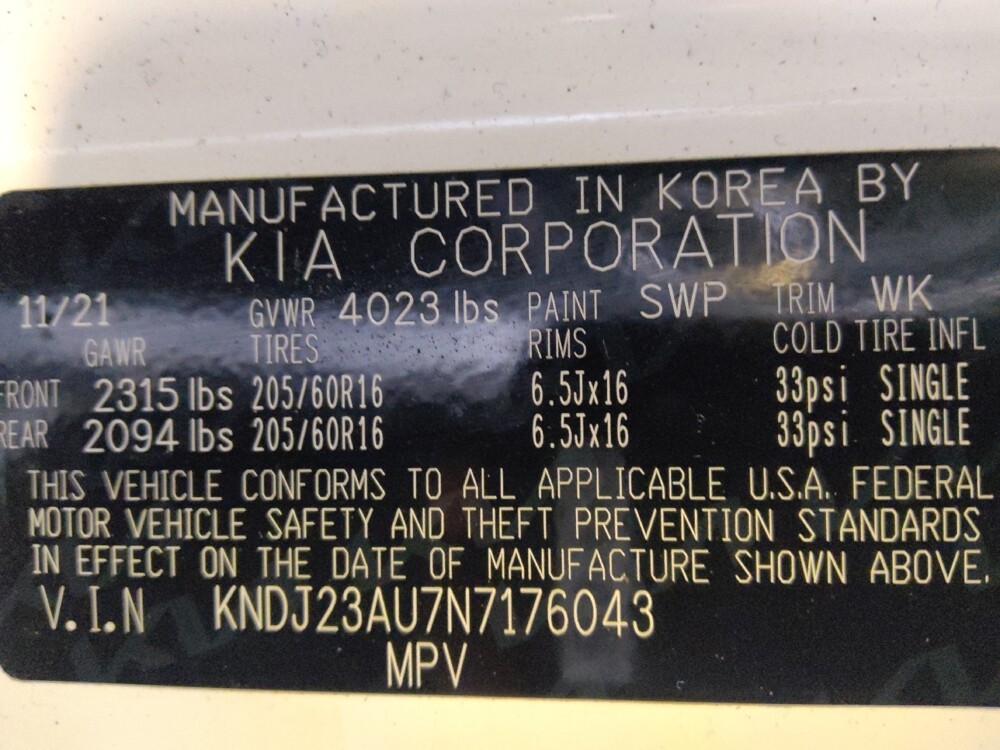 MANUFACTURED IN KOREA BY
KIA CORPORATION
11/21 GVWR 4023 lbs PAINT SWP TRIM WK
GAWR TIRES RIMS COLD TIRE INFL
FRONT 2315 lbs 205/60R16 6.5Jx16 33psi SINGLE
REAR 2094 lbs 205/60R16 6.5Jx16 33psi SINGLE
THIS VEHICLE CONFORMS TO ALL APPLICABLE U.S.A. FEDERAL
MOTOR VEHICLE SAFETY AND THEFT PREVENTION STANDARDS
IN EFFECT ON THE DATE OF MANUFACTURE SHOWN ABOVE.
V.I.N KNDJ23AU7N7176043
MPV